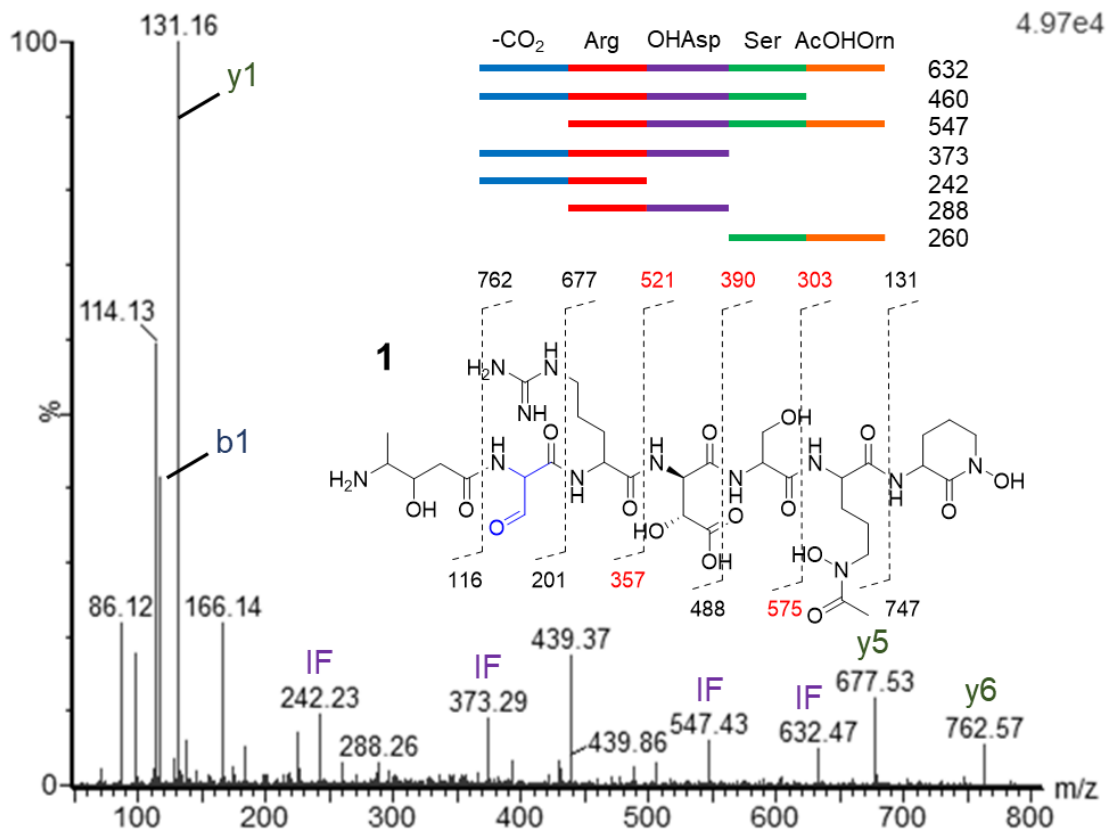 131.16
4.97e4
100
-CO₂ Arg OHAsp Ser AcOHOrn
632
y1
460
547
373
242
288
260
114.13
762 677 521 390 303 131
1
H₂N
H
N
NH
OH
%
b1
O H
N
O
H
N
O
O
H
N
O
H
N
O
H₂N
OH
O
O
N
H
O
HO
O
OH
N
H
O
N
H
O
N
OH
HO
N
O
116 201 357 488 575 747
86.12
166.14
439.37
y5
IF
242.23
IF
373.29
IF
547.43
IF
632.47
677.53
y6
762.57
288.26
439.86
0
100 200 300 400 500 600 700 800 m/z